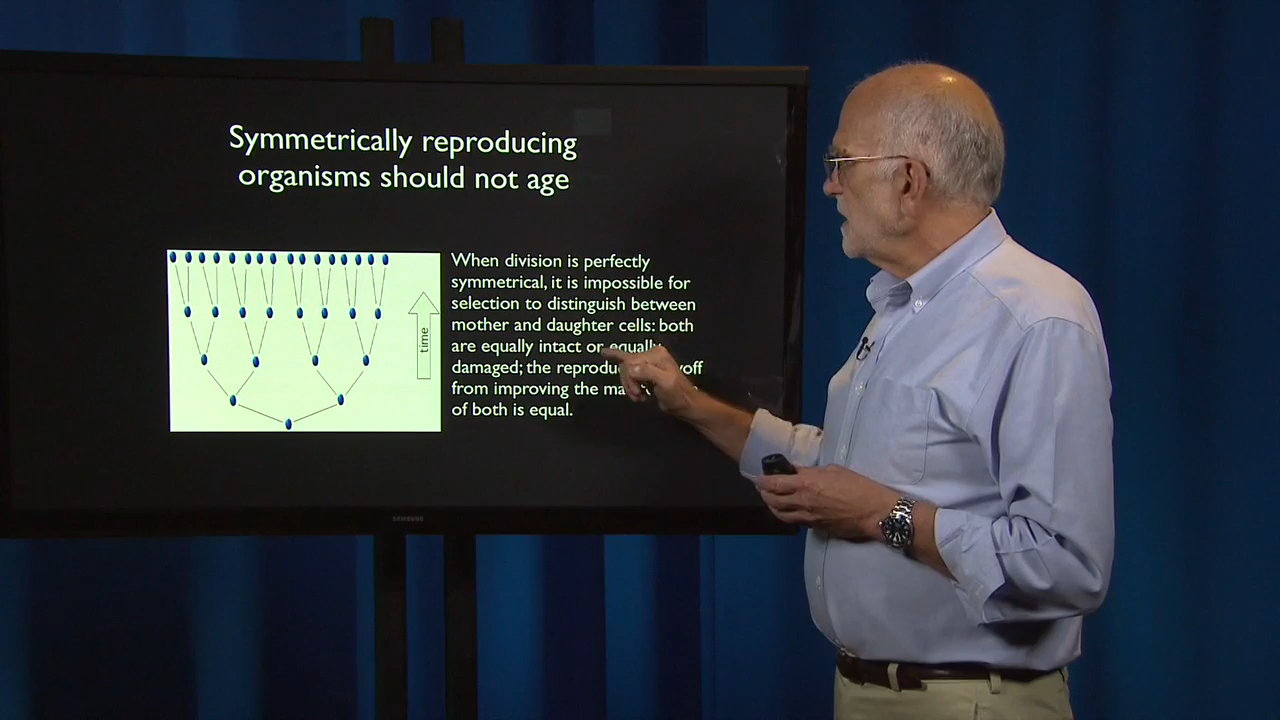 Symmetrically reproducing
organisms should not age
When division is perfectly
symmetrical, it is impossible for
selection to distinguish between
mother and daughter cells: both
are equally intact or equally
damaged; the
from improving the
of both is equal.
time
SAMSUNG